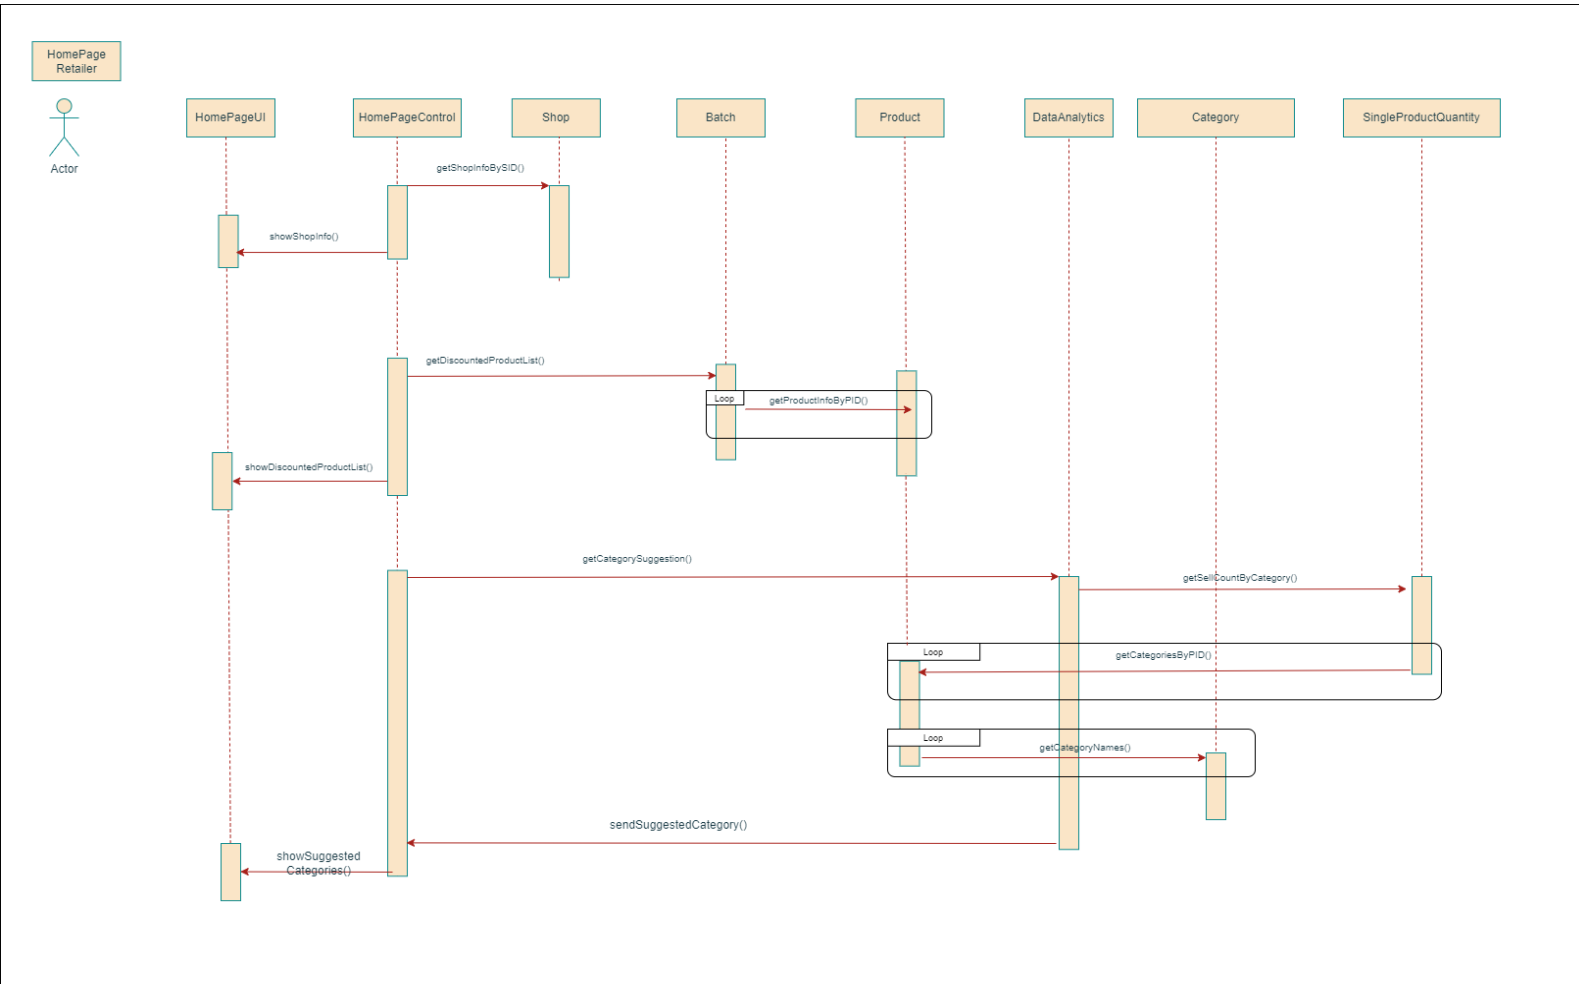 HomePage
Retailer
Actor
HomePageUI
HomePageControl
Shop
Batch
Product
DataAnalytics
Category
SingleProductQuantity
getShopInfoBySID()
showShopInfo()
getDiscountedProductList()
Loop
getProductInfoByPID()
showDiscountedProductList()
getCategorySuggestion()
getSellCountByCategory()
Loop
getCategoriesByPID()
Loop
getCategoryNames()
sendSuggestedCategory()
showSuggested
Categories()